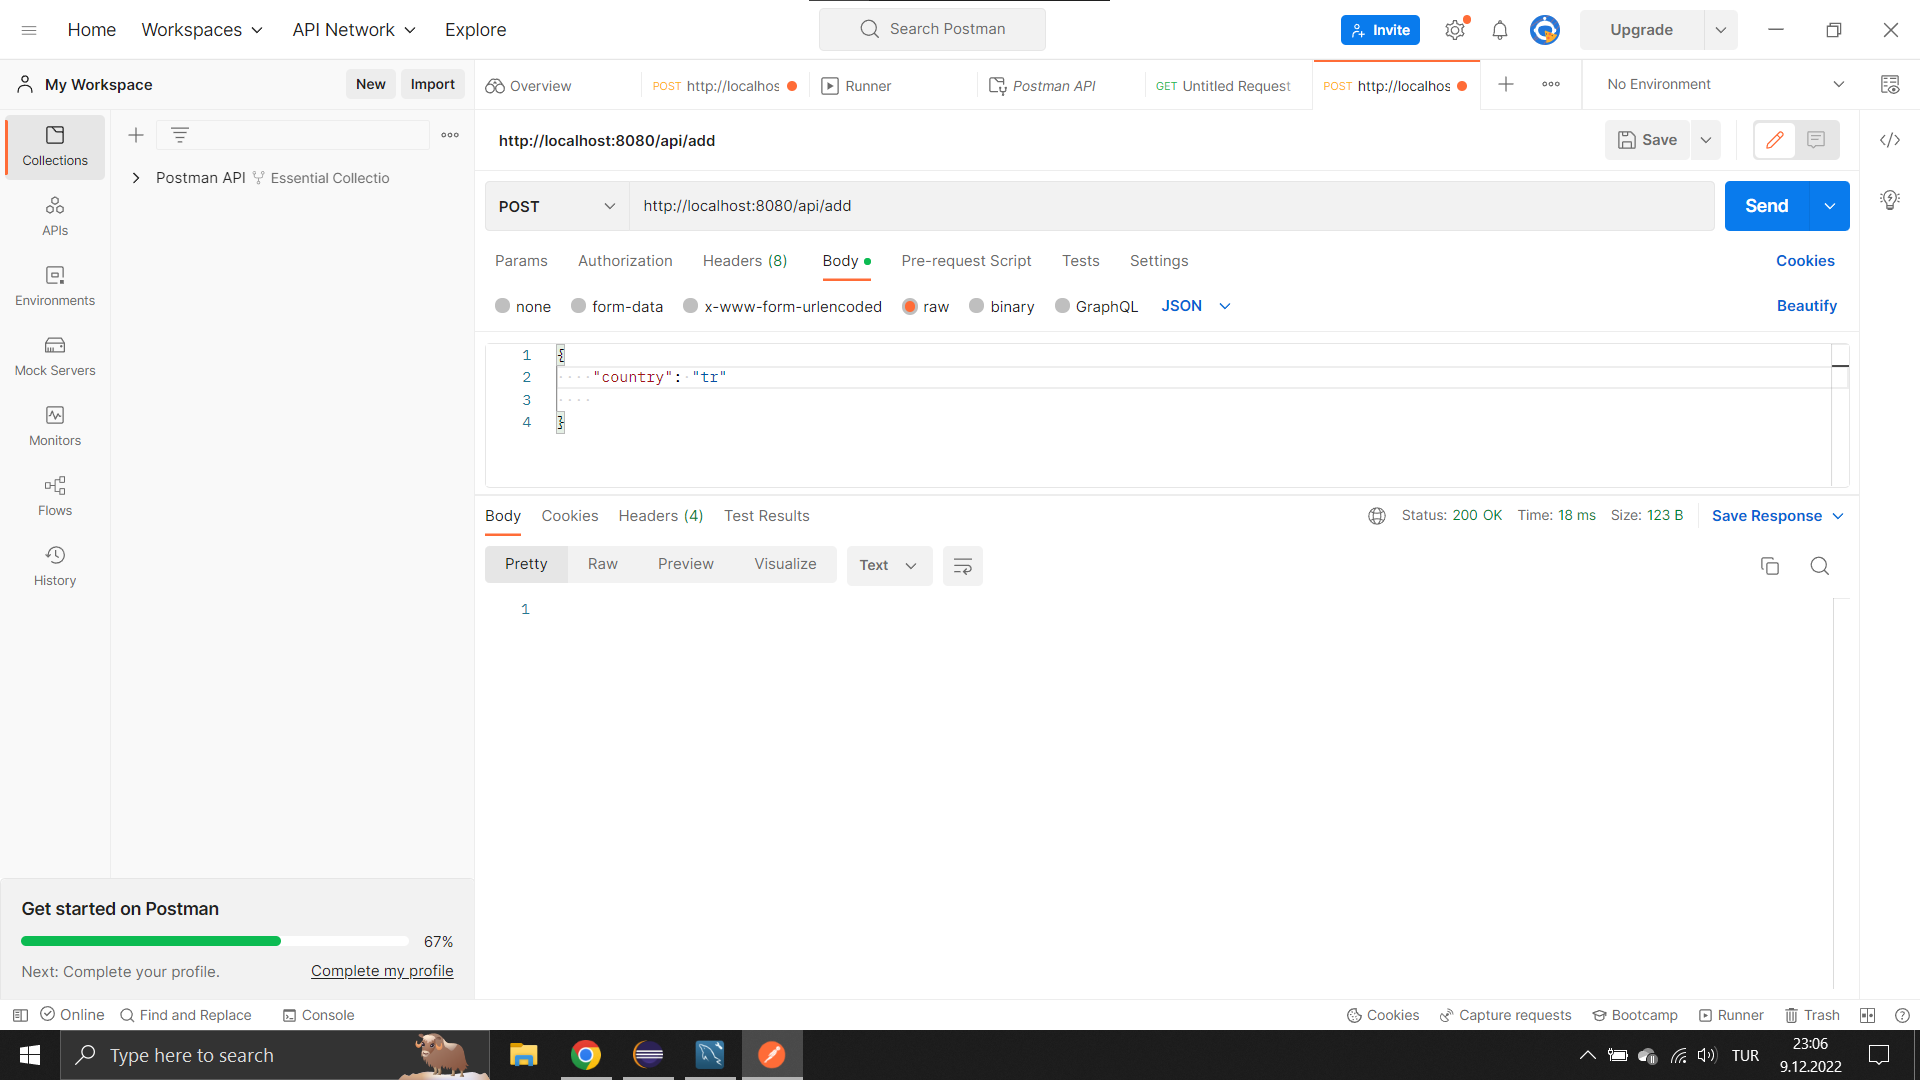 Home Workspaces API Network Explore Search Postman Invite Upgrade
My Workspace New Import Overview POST http://localhos Runner Postman API GET Untitled Request POST http://localhos No Environment
Collections
APIs
Environments
Mock Servers
Monitors
Flows
History
Postman API Essential Collectio
http://localhost:8080/api/add Save
POST http://localhost:8080/api/add Send
Params Authorization Headers (8) Body Pre-request Script Tests Settings Cookies
none form-data x-www-form-urlencoded raw binary GraphQL JSON Beautify
1 {
2 "country": "tr"
3
4 }
Body Cookies Headers (4) Test Results Status: 200 OK Time: 18 ms Size: 123 B Save Response
Pretty Raw Preview Visualize Text
1
Get started on Postman
67%
Next: Complete your profile. Complete my profile
Online Find and Replace Console Cookies Capture requests Bootcamp Runner Trash
Type here to search TUR
23:06
9.12.2022